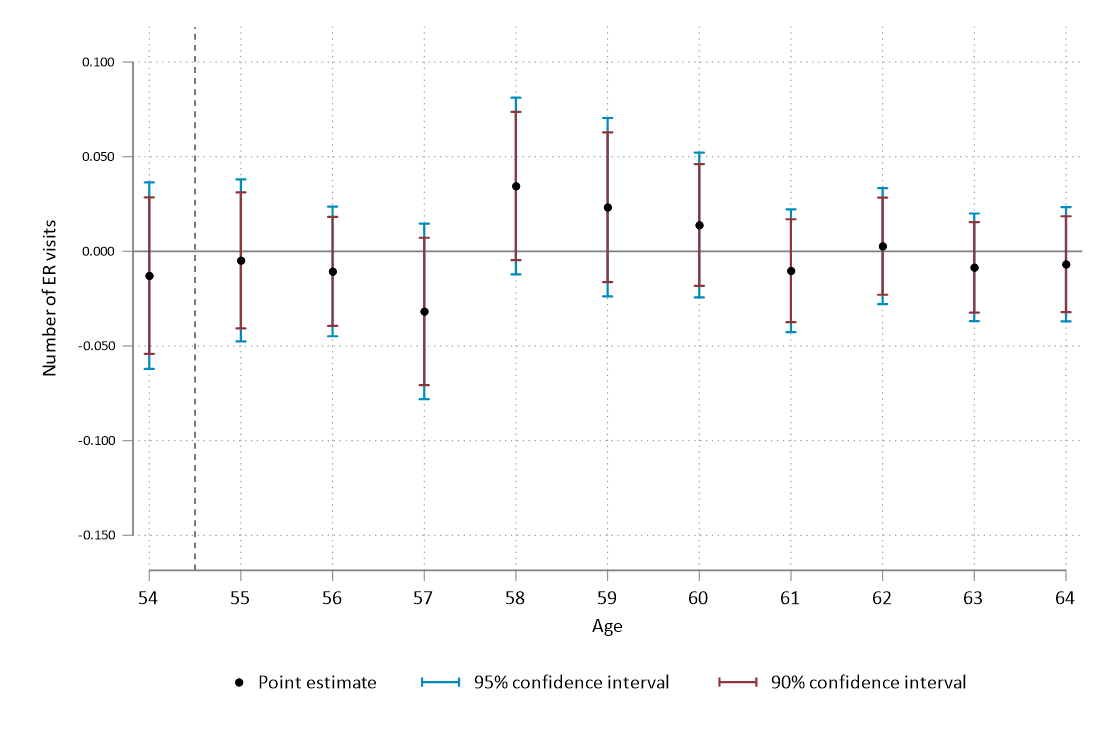 0.100
0.050
0.000
-0.050
-0.100
-0.150
Number of ER visits
54 55 56 57 58 59 60 61 62 63 64
Age
Point estimate 95% confidence interval 90% confidence interval